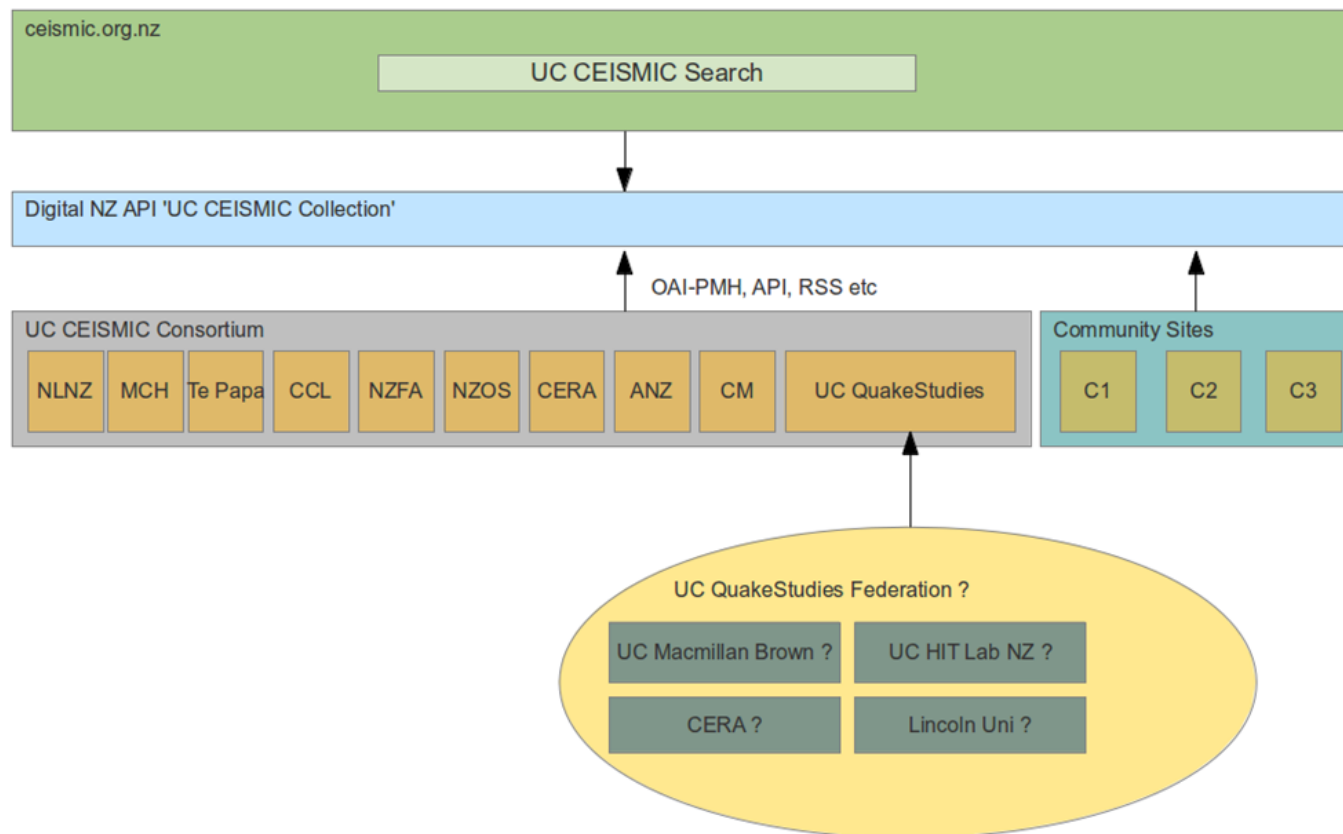 ceismic.org.nz
UC CEISMIC Search
Digital NZ API 'UC CEISMIC Collection'
OAI-PMH, API, RSS etc
UC CEISMIC Consortium
NLNZ
MCH
Te Papa
CCL
NZFA
NZOS
CERA
ANZ
CM
UC QuakeStudies
Community Sites
C1
C2
C3
UC QuakeStudies Federation ?
UC Macmillan Brown ?
UC HIT Lab NZ ?
CERA ?
Lincoln Uni ?